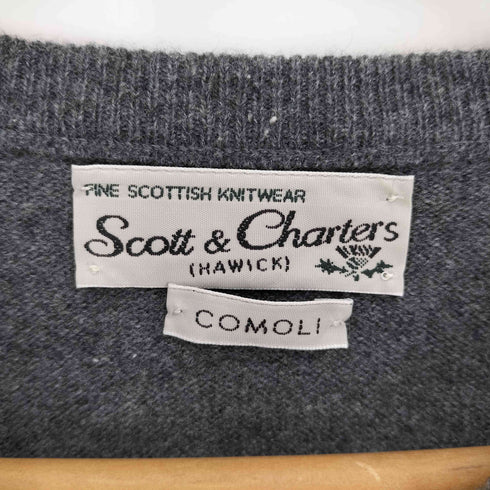 FINE SCOTTISH KNITWEAR
Scott & Charters
(HAWICK)
COMOLI